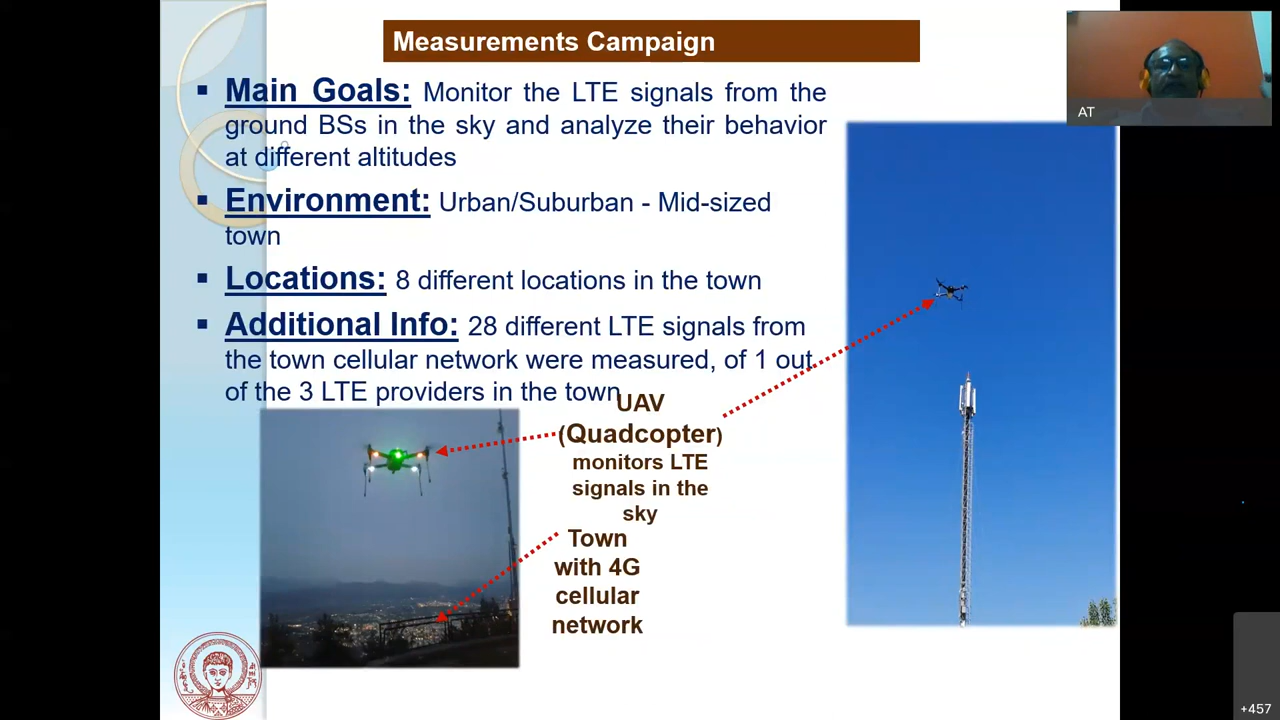 Measurements Campaign
AT
▪ Main Goals: Monitor the LTE signals from the
ground BSs in the sky and analyze their behavior
at different altitudes
▪ Environment: Urban/Suburban - Mid-sized
town
▪ Locations: 8 different locations in the town
▪ Additional Info: 28 different LTE signals from
the town cellular network were measured, of 1 out
of the 3 LTE providers in the town
UAV
(Quadcopter)
monitors LTE
signals in the
sky
Town
with 4G
cellular
network
+457